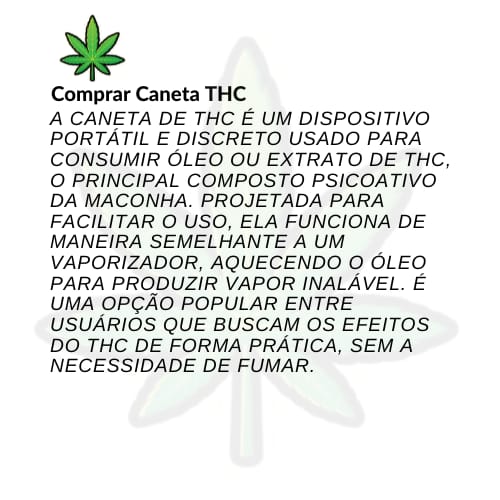 Comprar Caneta THC
A CANETA DE THC É UM DISPOSITIVO
PORTÁTIL E DISCRETO USADO PARA
CONSUMIR ÓLEO OU EXTRATO DE THC,
O PRINCIPAL COMPOSTO PSICOATIVO
DA MACONHA. PROJETADA PARA
FACILITAR O USO, ELA FUNCIONA DE
MANEIRA SEMELHANTE A UM
VAPORIZADOR, AQUECENDO O ÓLEO
PARA PRODUZIR VAPOR INALÁVEL. É
UMA OPÇÃO POPULAR ENTRE
USUÁRIOS QUE BUSCAM OS EFEITOS
DO THC DE FORMA PRÁTICA, SEM A
NECESSIDADE DE FUMAR.